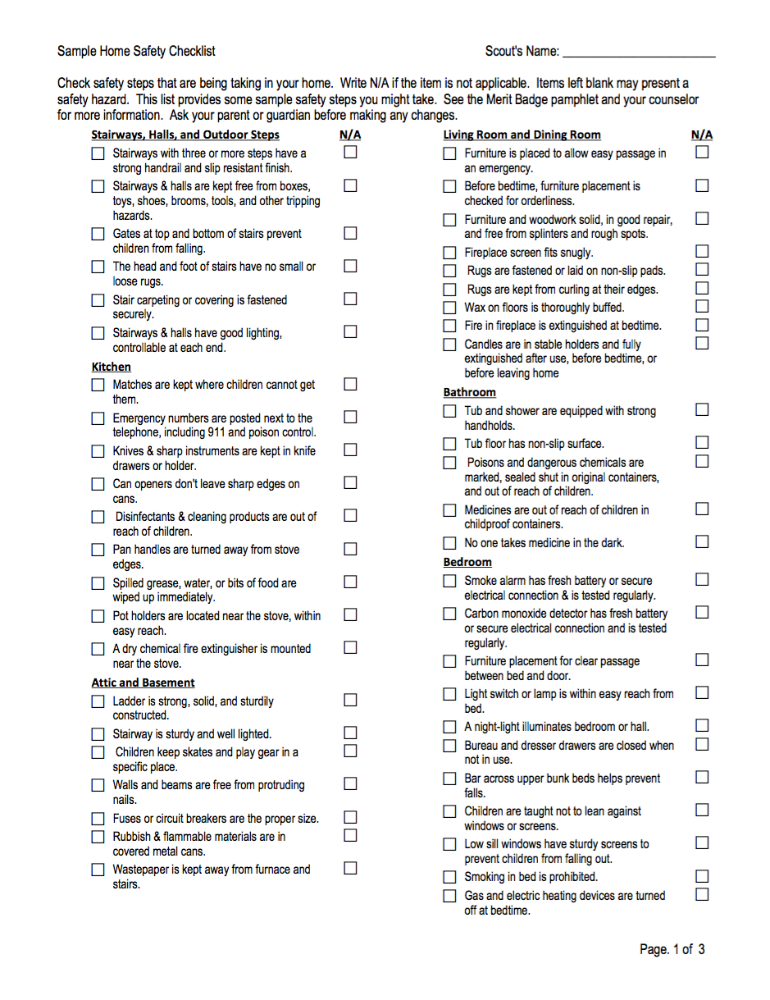 Sample Home Safety Checklist
Scout's Name: ________________________
Check safety steps that are being taking in your home. Write N/A if the item is not applicable. Items left blank may present a
safety hazard. This list provides some sample safety steps you might take. See the Merit Badge pamphlet and your counselor
for more information. Ask your parent or guardian before making any changes.
Stairways, Halls, and Outdoor Steps N/A
Stairways with three or more steps have a
strong handrail and slip resistant finish.
Stairways & halls are kept free from boxes,
toys, shoes, brooms, tools, and other tripping
hazards.
Gates at top and bottom of stairs prevent
children from falling.
The head and foot of stairs have no small or
loose rugs.
Stair carpeting or covering is fastened
securely.
Stairways & halls have good lighting,
controllable at each end.
Kitchen
Matches are kept where children cannot get
them.
Emergency numbers are posted next to the
telephone, including 911 and poison control.
Knives & sharp instruments are kept in knife
drawers or holder.
Can openers don't leave sharp edges on
cans.
Disinfectants & cleaning products are out of
reach of children.
Pan handles are turned away from stove
edges.
Spilled grease, water, or bits of food are
wiped up immediately.
Pot holders are located near the stove, within
easy reach.
A dry chemical fire extinguisher is mounted
near the stove.
Attic and Basement
Ladder is strong, solid, and sturdily
constructed.
Stairway is sturdy and well lighted.
Children keep skates and play gear in a
specific place.
Walls and beams are free from protruding
nails.
Fuses or circuit breakers are the proper size.
Rubbish & flammable materials are in
covered metal cans.
Wastepaper is kept away from furnace and
stairs.
Living Room and Dining Room N/A
Furniture is placed to allow easy passage in
an emergency.
Before bedtime, furniture placement is
checked for orderliness.
Furniture and woodwork solid, in good repair,
and free from splinters and rough spots.
Fireplace screen fits snugly.
Rugs are fastened or laid on non-slip pads.
Rugs are kept from curling at their edges.
Wax on floors is thoroughly buffed.
Fire in fireplace is extinguished at bedtime.
Candles are in stable holders and fully
extinguished after use, before bedtime, or
before leaving home
Bathroom
Tub and shower are equipped with strong
handholds.
Tub floor has non-slip surface.
Poisons and dangerous chemicals are
marked, sealed shut in original containers,
and out of reach of children.
Medicines are out of reach of children in
childproof containers.
No one takes medicine in the dark.
Bedroom
Smoke alarm has fresh battery or secure
electrical connection & is tested regularly.
Carbon monoxide detector has fresh battery
or secure electrical connection and is tested
regularly.
Furniture placement for clear passage
between bed and door.
Light switch or lamp is within easy reach from
bed.
A night-light illuminates bedroom or hall.
Bureau and dresser drawers are closed when
not in use.
Bar across upper bunk beds helps prevent
falls.
Children are taught not to lean against
windows or screens.
Low sill windows have sturdy screens to
prevent children from falling out.
Smoking in bed is prohibited.
Gas and electric heating devices are turned
off at bedtime.
Page. 1 of 3